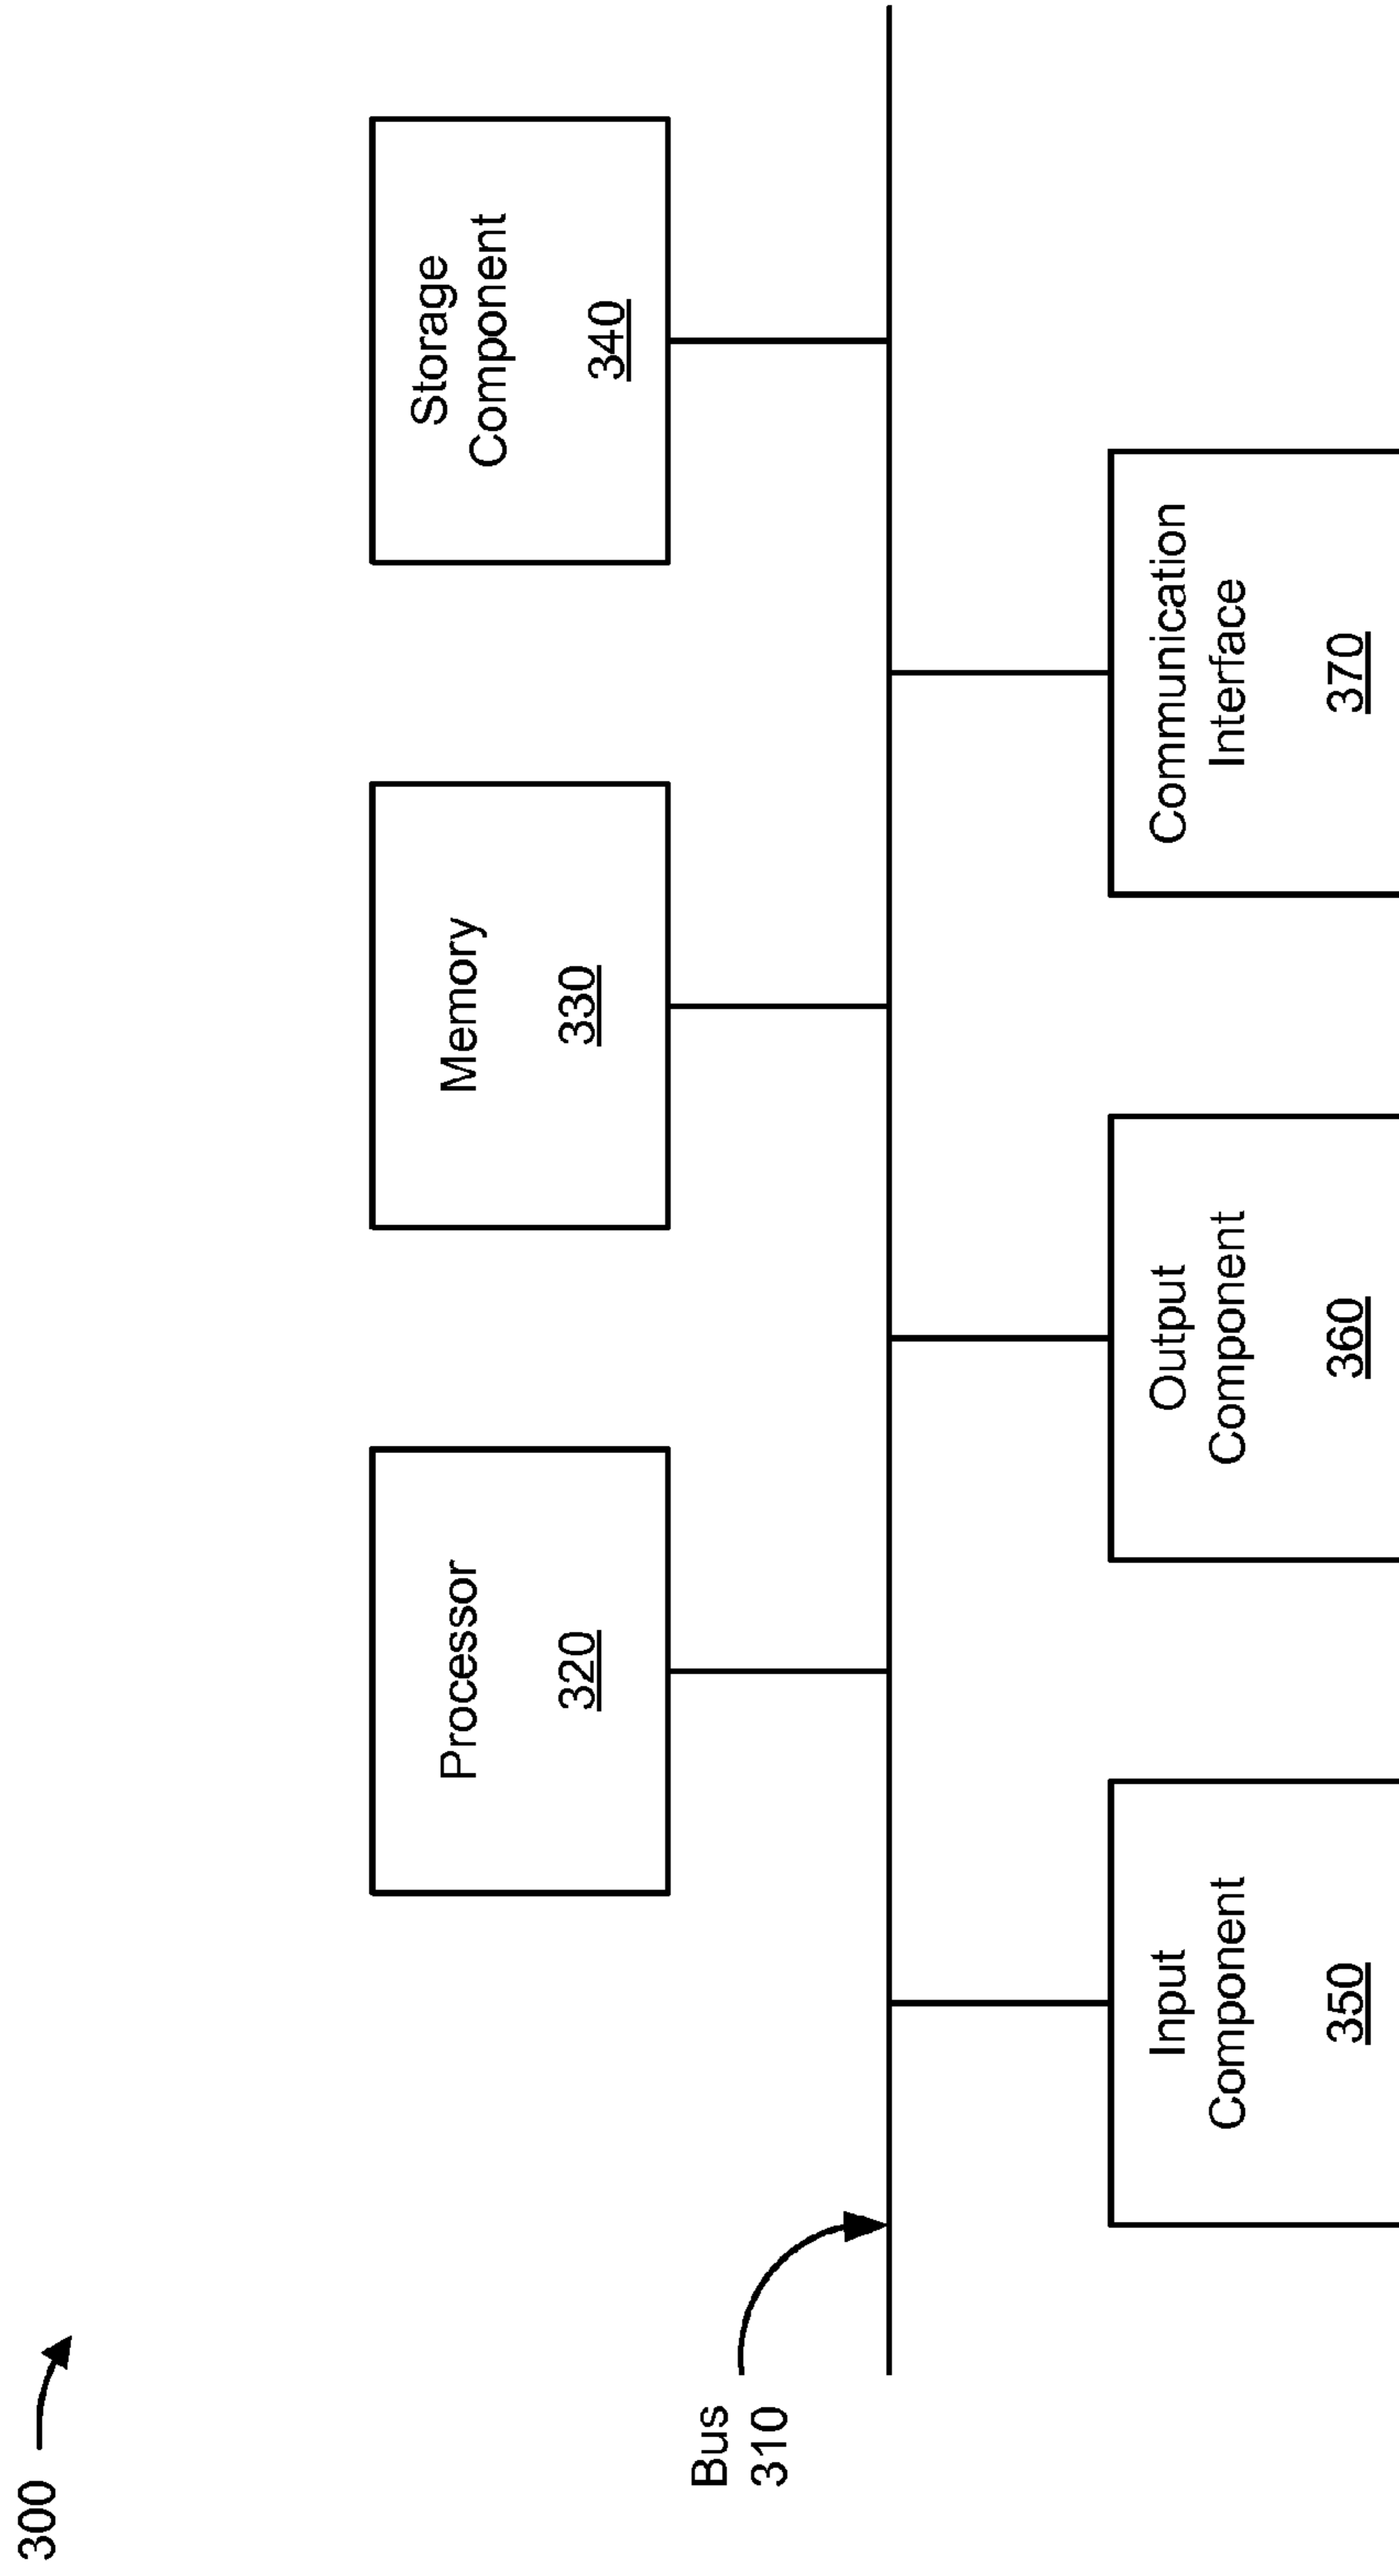 300
Processor
320
Memory
330
Storage
Component
340
Bus
310
Input
Component
350
Output
Component
360
Communication
Interface
370